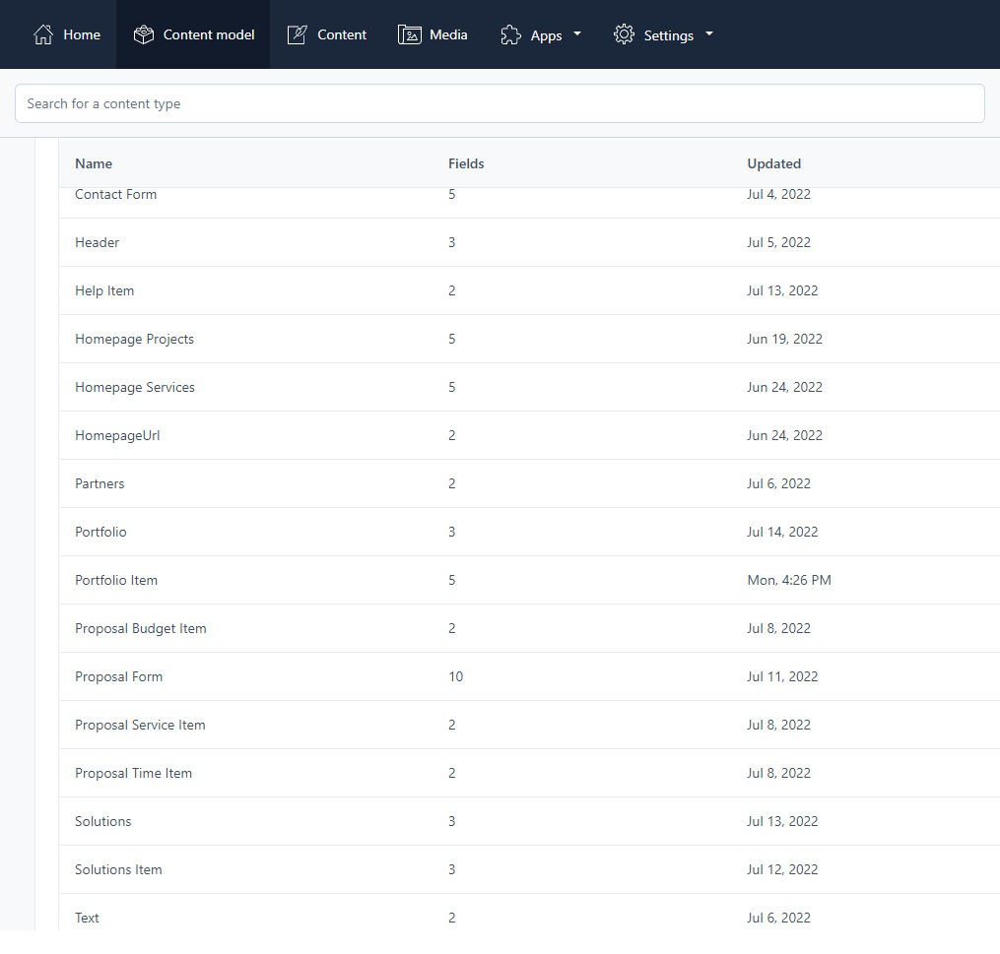 Home Content model Content Media Apps Settings
Search for a content type
Name Fields Updated
Contact Form 5 Jul 4, 2022
Header 3 Jul 5, 2022
Help Item 2 Jul 13, 2022
Homepage Projects 5 Jun 19, 2022
Homepage Services 5 Jun 24, 2022
HomepageUrl 2 Jun 24, 2022
Partners 2 Jul 6, 2022
Portfolio 3 Jul 14, 2022
Portfolio Item 5 Mon, 4:26 PM
Proposal Budget Item 2 Jul 8, 2022
Proposal Form 10 Jul 11, 2022
Proposal Service Item 2 Jul 8, 2022
Proposal Time Item 2 Jul 8, 2022
Solutions 3 Jul 13, 2022
Solutions Item 3 Jul 12, 2022
Text 2 Jul 6, 2022